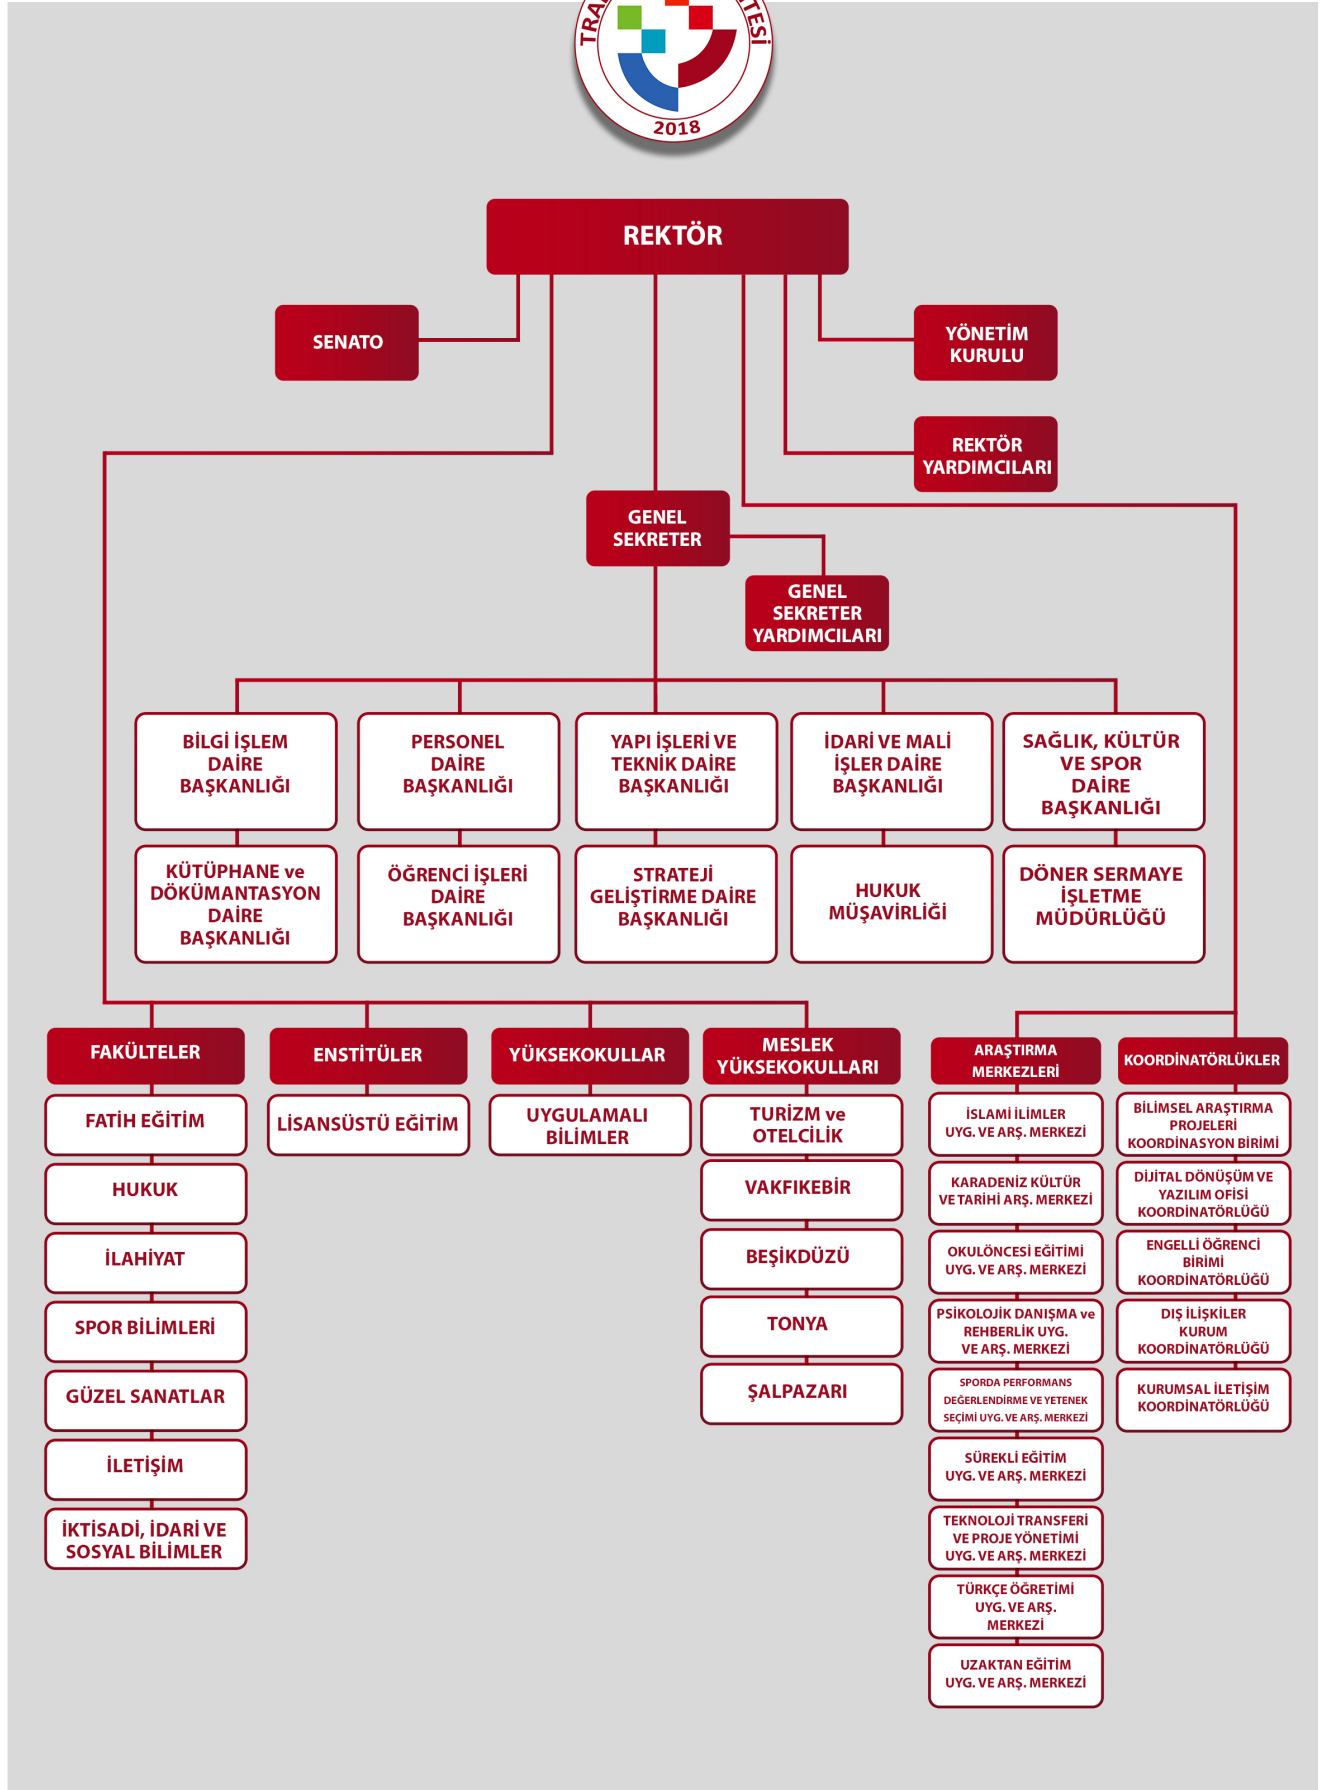 2018
REKTÖR
SENATO
YÖNETİM
KURULU
REKTÖR
YARDIMCILARI
GENEL
SEKRETER
GENEL
SEKRETER
YARDIMCILARI
BİLGİ İŞLEM
DAİRE
BAŞKANLIĞI
PERSONEL
DAİRE
BAŞKANLIĞI
YAPI İŞLERİ VE
TEKNİK DAİRE
BAŞKANLIĞI
İDARİ VE MALİ
İŞLER DAİRE
BAŞKANLIĞI
SAĞLIK, KÜLTÜR
VE SPOR
DAİRE
BAŞKANLIĞI
KÜTÜPHANE ve
DÖKÜMANTASYON
DAİRE
BAŞKANLIĞI
ÖĞRENCİ İŞLERİ
DAİRE
BAŞKANLIĞI
STRATEJİ
GELİŞTİRME DAİRE
BAŞKANLIĞI
HUKUK
MÜŞAVİRLİĞİ
DÖNER SERMAYE
İŞLETME
MÜDÜRLÜĞÜ
FAKÜLTELER
FATİH EĞİTİM
HUKUK
İLAHİYAT
SPOR BİLİMLERİ
GÜZEL SANATLAR
İLETİŞİM
İKTİSADİ, İDARİ VE
SOSYAL BİLİMLER
ENSTİTÜLER
LİSANSÜSTÜ EĞİTİM
YÜKSEKOKULLAR
UYGULAMALI
BİLİMLER
MESLEK
YÜKSEKOKULLARI
TURİZM ve
OTELCİLİK
VAKFIKEBİR
BEŞİKDÜZÜ
TONYA
ŞALPAZARI
ARAŞTIRMA
MERKEZLERİ
İSLAMİ İLİMLER
UYG. VE ARŞ. MERKEZİ
KARADENİZ KÜLTÜR
VE TARİHİ ARŞ. MERKEZİ
OKULÖNCESİ EĞİTİMİ
UYG. VE ARŞ. MERKEZİ
PSİKOLOJİK DANIŞMA ve
REHBERLİK UYG.
VE ARŞ. MERKEZİ
SPORDA PERFORMANS
DEĞERLENDİRME VE YETENEK
SEÇİMİ UYG. VE ARŞ. MERKEZİ
SÜREKLİ EĞİTİM
UYG. VE ARŞ. MERKEZİ
TEKNOLOJİ TRANSFERİ
VE PROJE YÖNETİMİ
UYG. VE ARŞ. MERKEZİ
TÜRKÇE ÖĞRETİMİ
UYG. VE ARŞ.
MERKEZİ
UZAKTAN EĞİTİM
UYG. VE ARŞ. MERKEZİ
KOORDİNATÖRLÜKLER
BİLİMSEL ARAŞTIRMA
PROJELERİ
KOORDİNASYON BİRİMİ
DİJİTAL DÖNÜŞÜM VE
YAZILIM OFİSİ
KOORDİNATÖRLÜĞÜ
ENGELLİ ÖĞRENCİ
BİRİMİ
KOORDİNATÖRLÜĞÜ
DIŞ İLİŞKİLER
KURUM
KOORDİNATÖRLÜĞÜ
KURUMSAL İLETİŞİM
KOORDİNATÖRLÜĞÜ